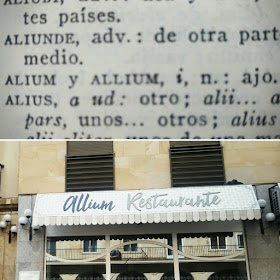 tes países.
ALIUNDE, adv.: de otra part
medio.
ALIUM y ALLIUM, i, n.: ajo.
ALIUS, a ud: otro; alii... a
pars, unos... otros; alius
allium Restaurante